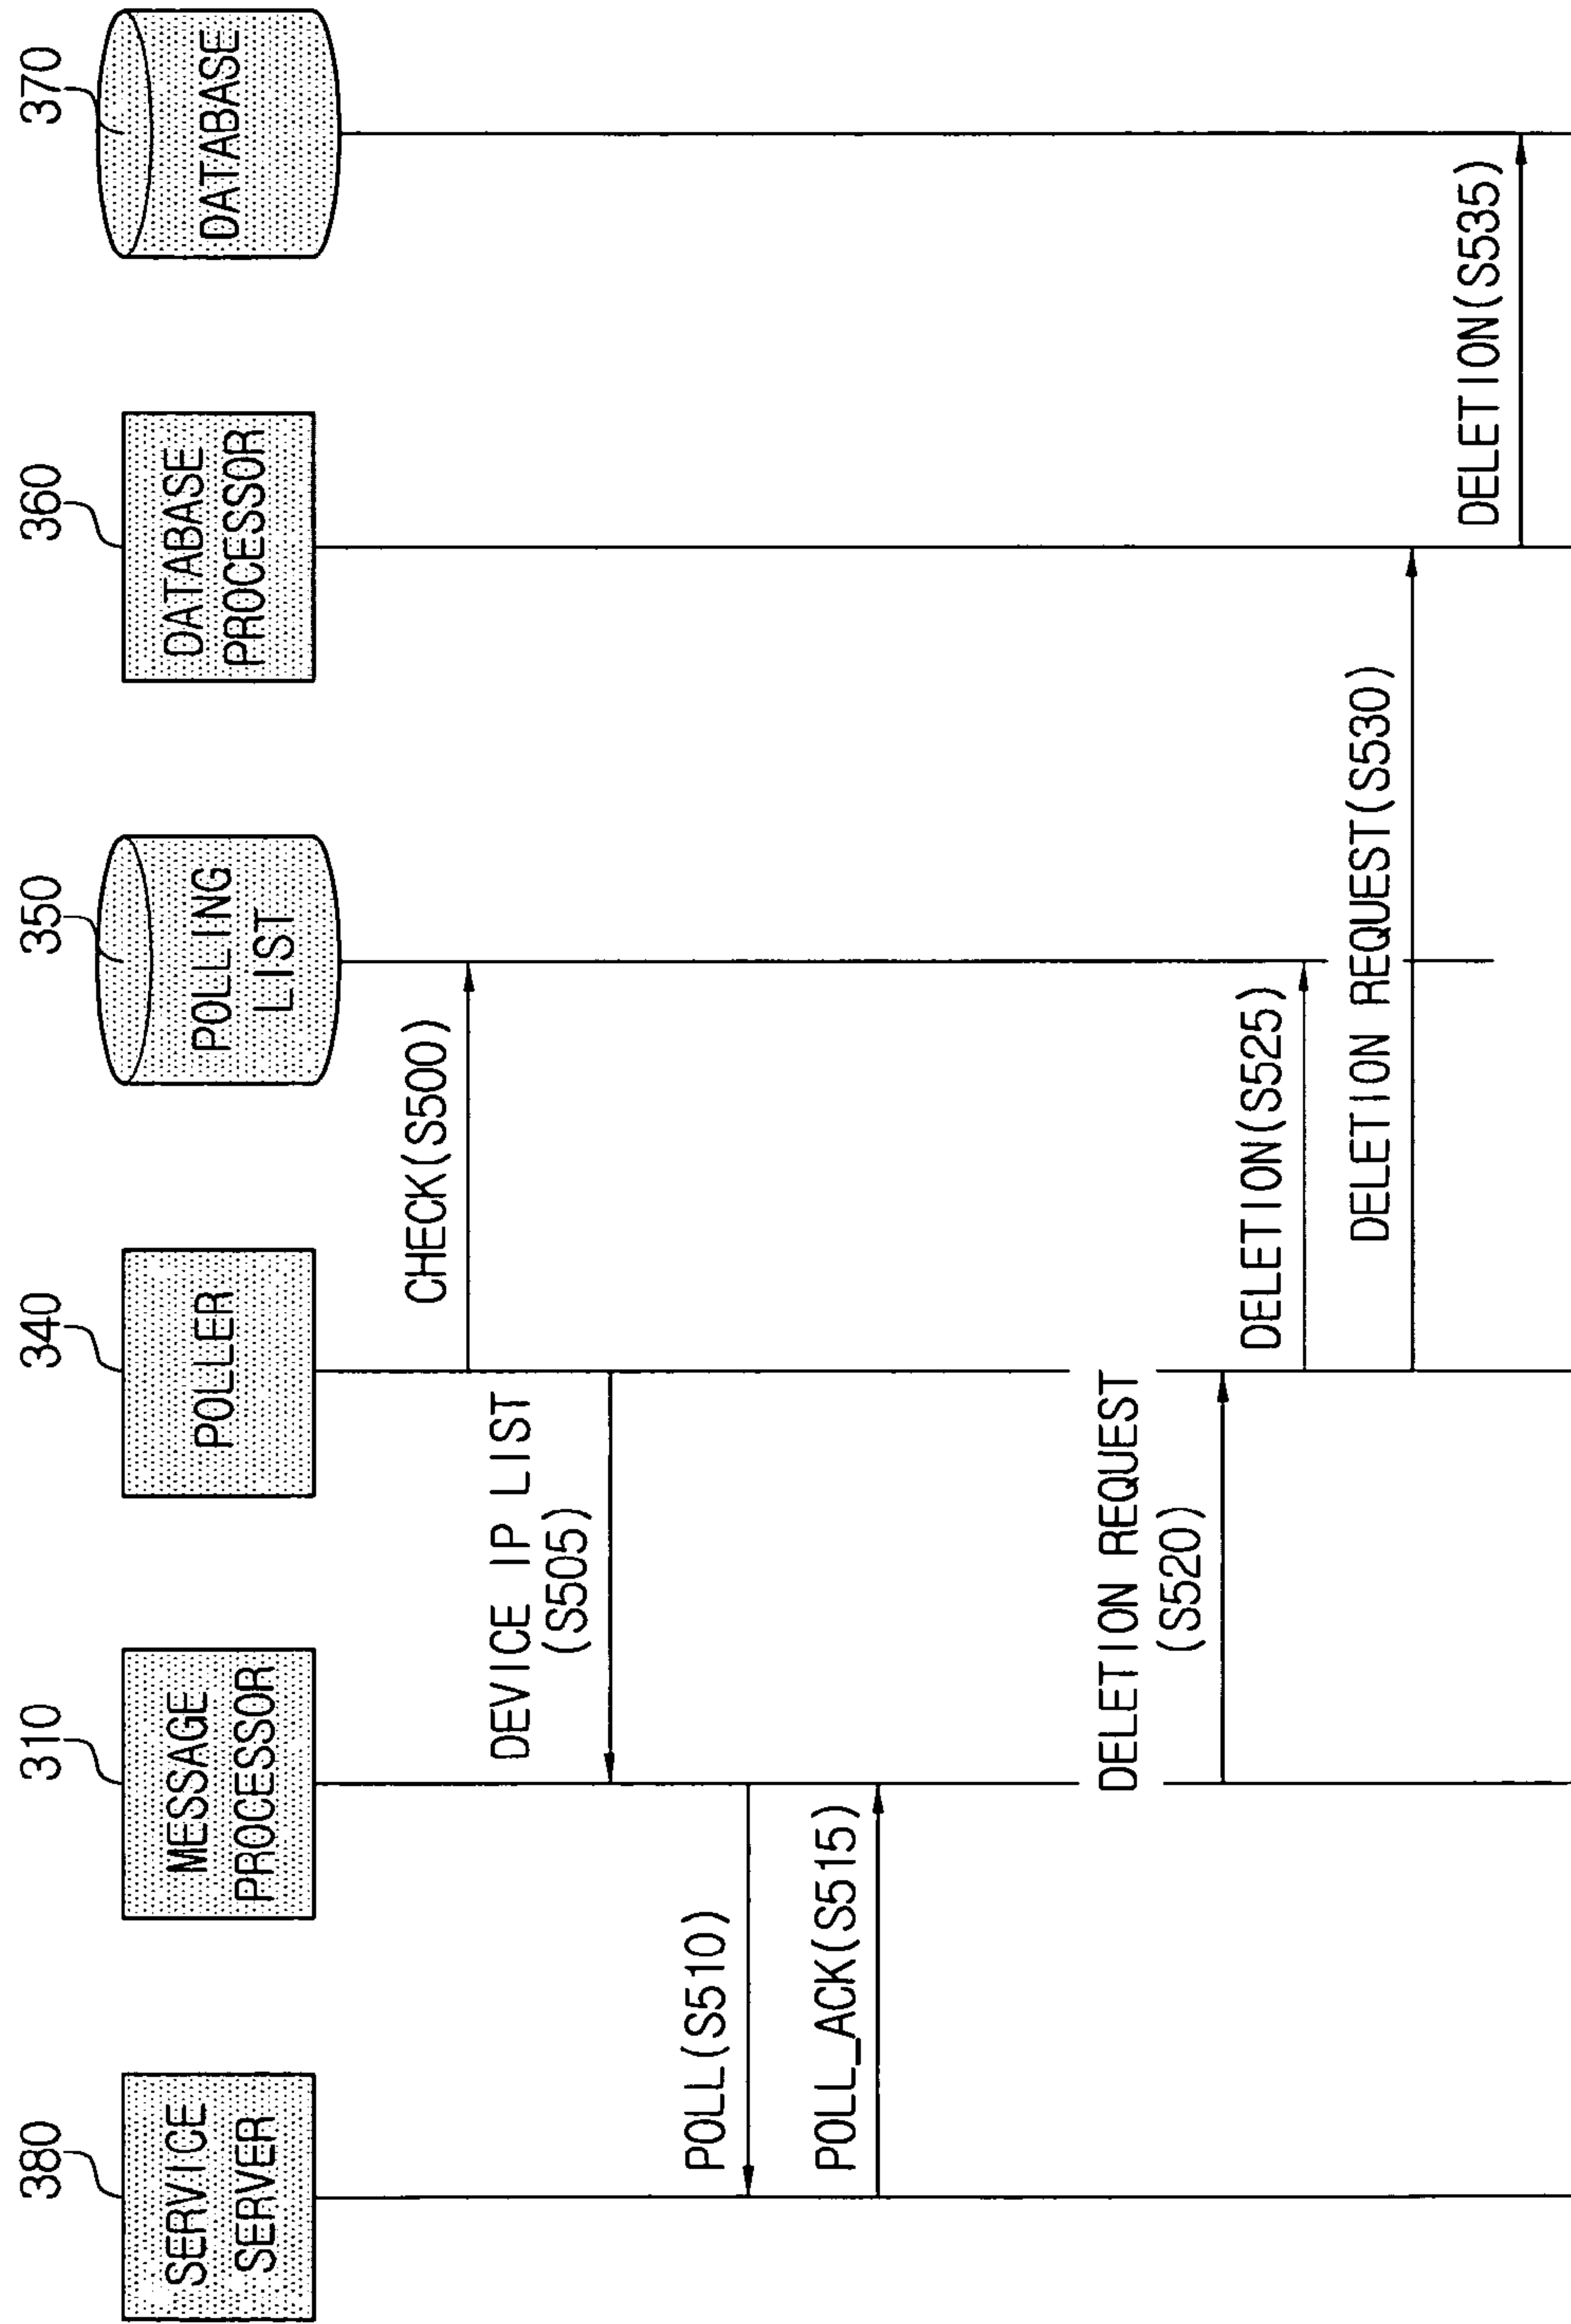 380
310
340
350
360
370
SERVICE
SERVER
MESSAGE
PROCESSOR
POLLER
POLLING
LIST
DATABASE
PROCESSOR
DATABASE
CHECK(S500)
DEVICE IP LIST
(S505)
POLL(S510)
POLL_ACK(S515)
DELETION REQUEST
(S520)
DELETION(S525)
DELETION REQUEST(S530)
DELETION(S535)